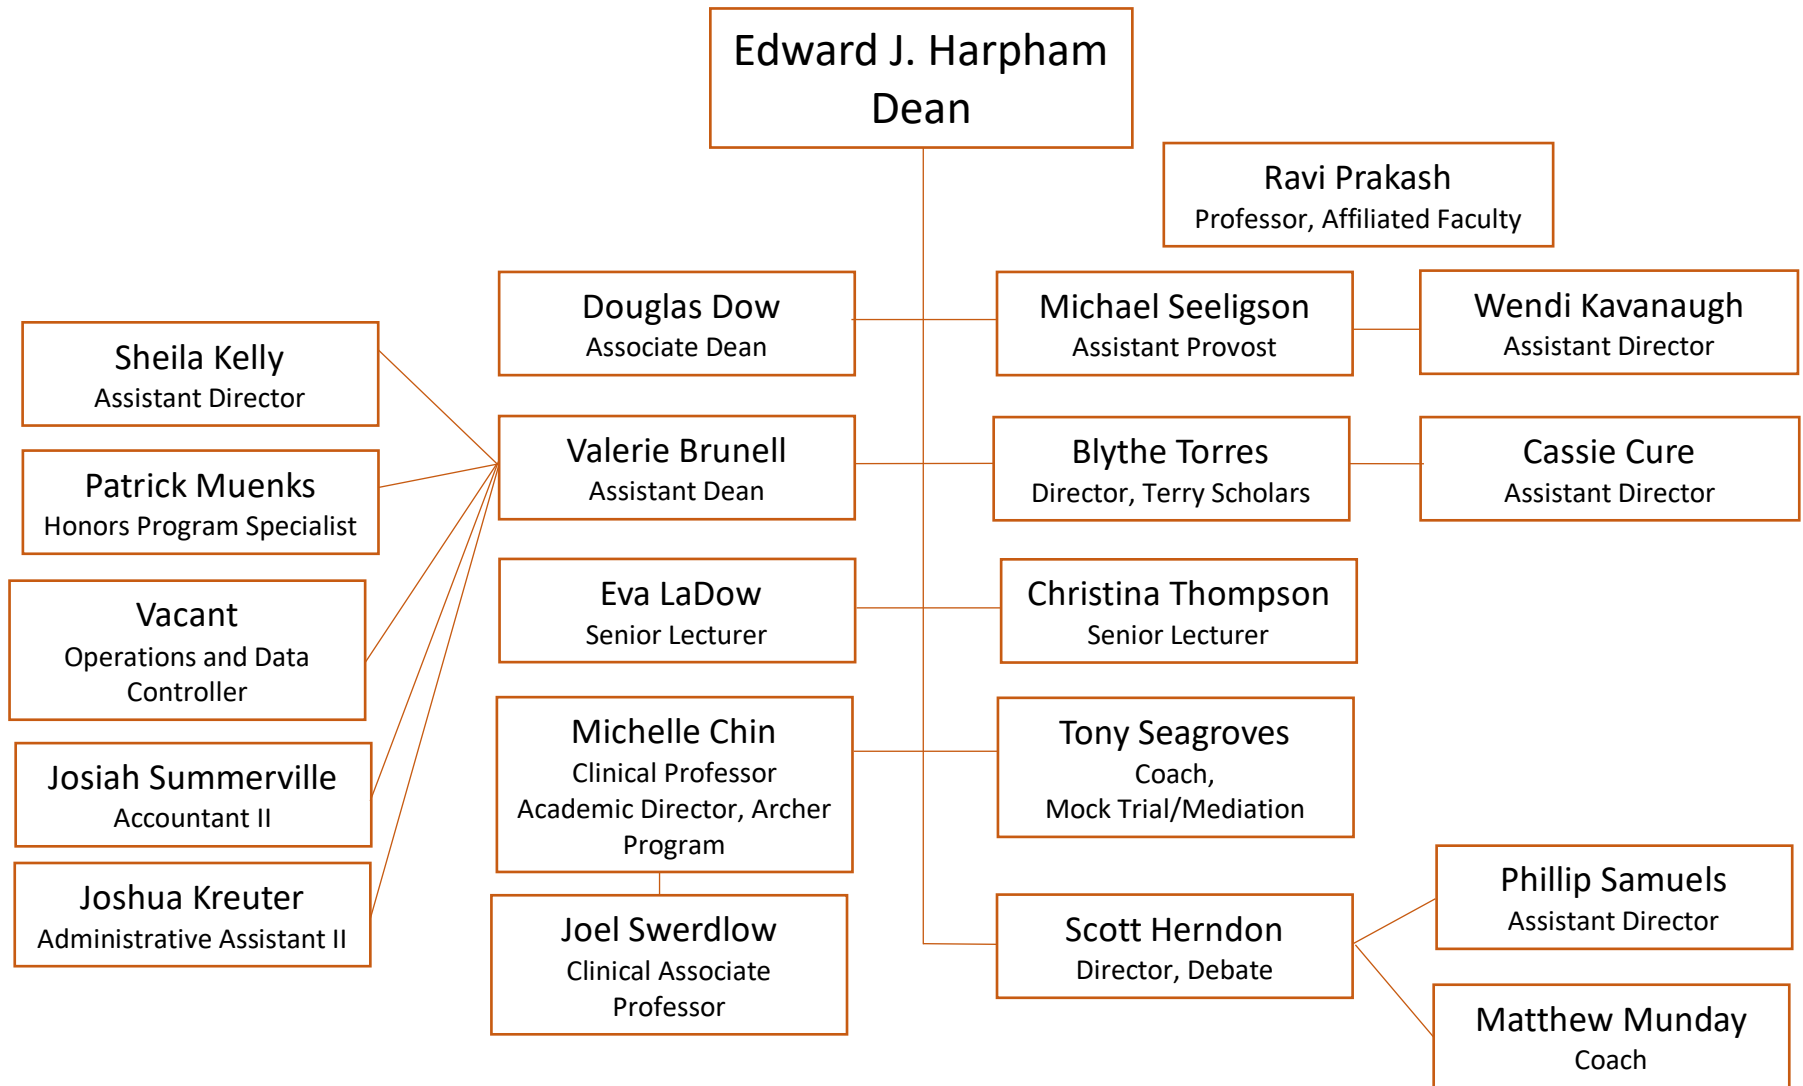 Edward J. Harpham
Dean
Ravi Prakash
Professor, Affiliated Faculty
Douglas Dow
Associate Dean
Michael Seeligson
Assistant Provost
Wendi Kavanaugh
Assistant Director
Sheila Kelly
Assistant Director
Valerie Brunell
Assistant Dean
Blythe Torres
Director, Terry Scholars
Cassie Cure
Assistant Director
Patrick Muenks
Honors Program Specialist
Vacant
Operations and Data
Controller
Eva LaDow
Senior Lecturer
Christina Thompson
Senior Lecturer
Josiah Summerville
Accountant II
Michelle Chin
Clinical Professor
Academic Director, Archer
Program
Tony Seagroves
Coach,
Mock Trial/Mediation
Joshua Kreuter
Administrative Assistant II
Joel Swerdlow
Clinical Associate
Professor
Scott Herndon
Director, Debate
Phillip Samuels
Assistant Director
Matthew Munday
Coach